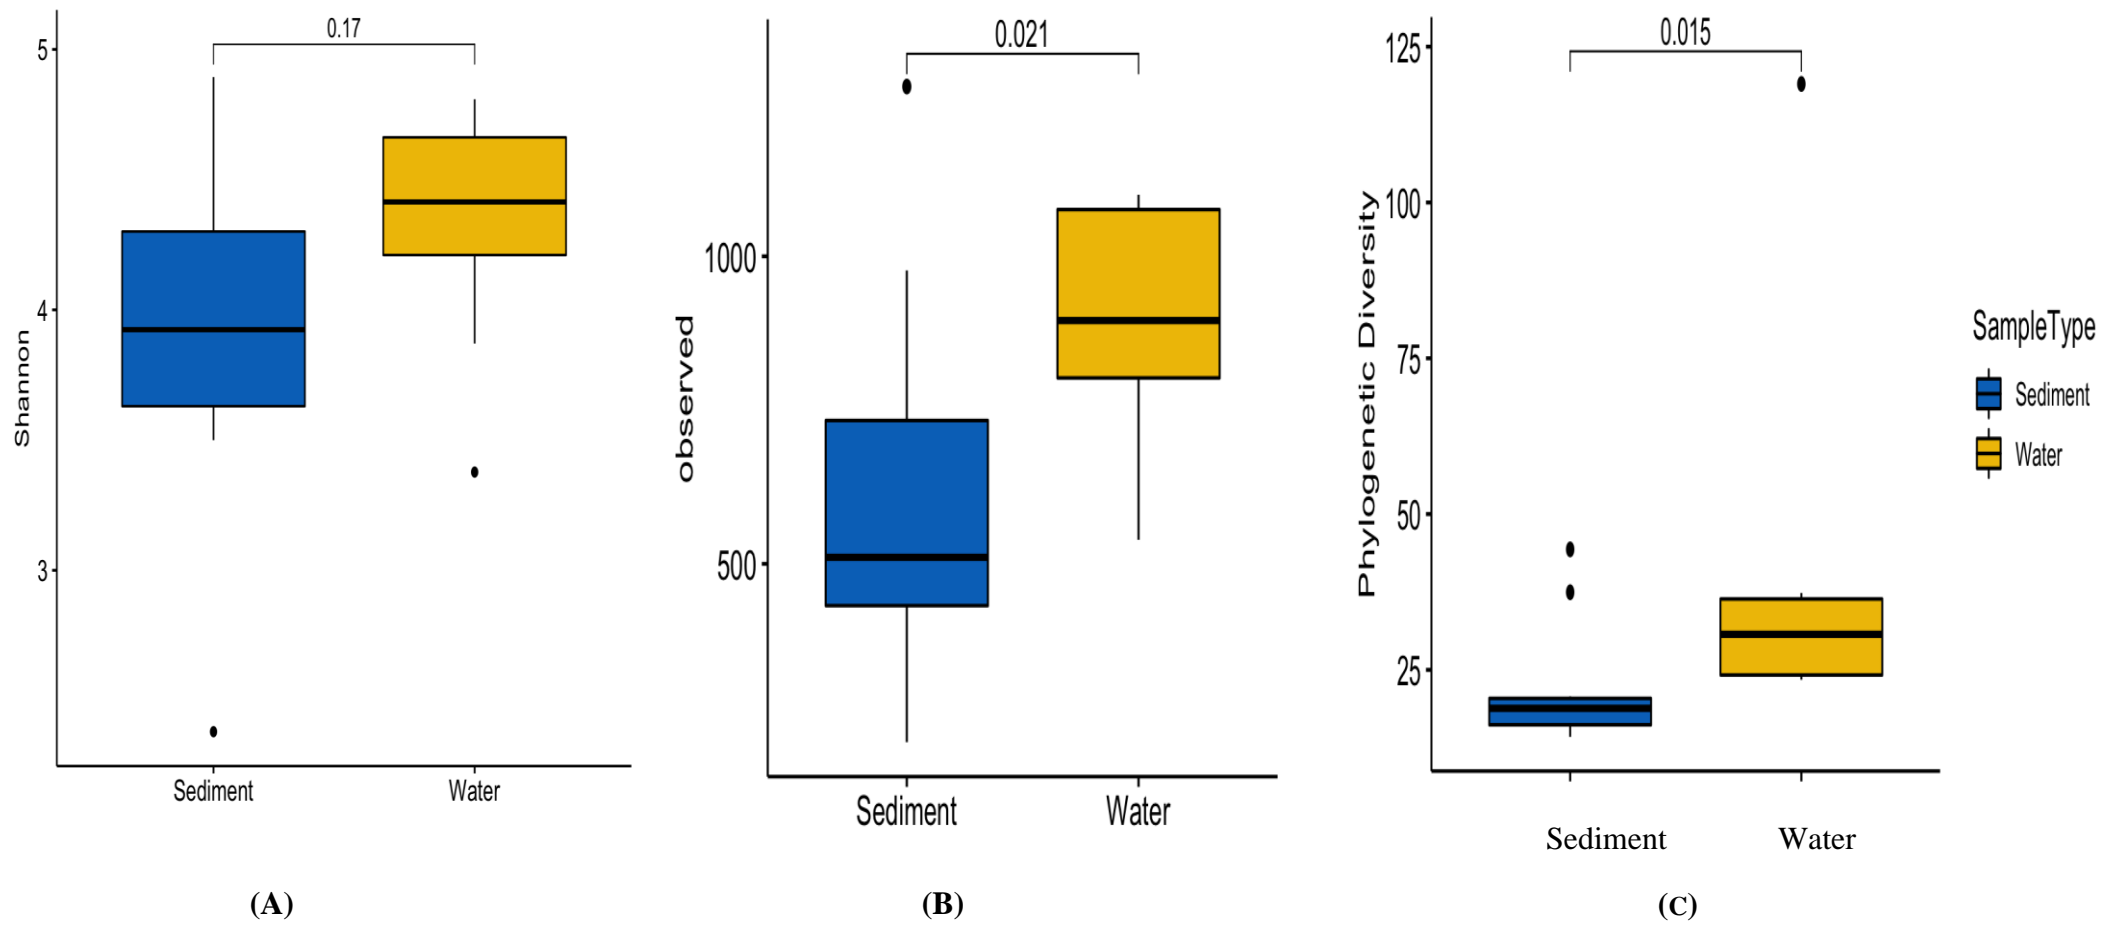 0.17
5
4
3
Shannon
Sediment Water
(A)
0.021
1000
500
observed
Sediment Water
(B)
0.015
125
100
75
50
25
Phylogenetic Diversity
Sediment Water
(C)
SampleType
Sediment
Water